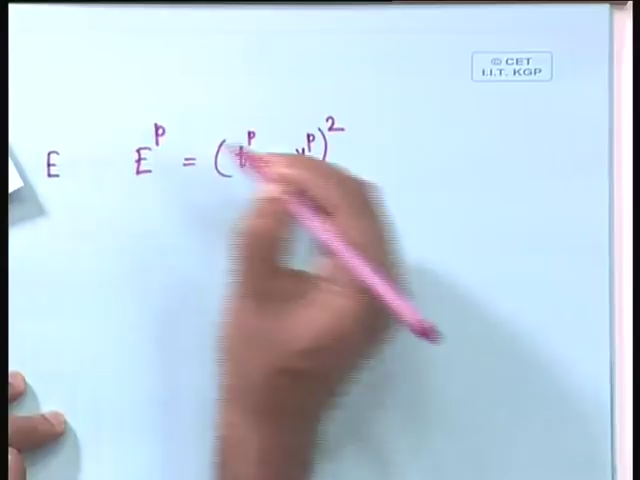 © CET
I.I.T. KGP
E E^p = (t^p y^p)^2